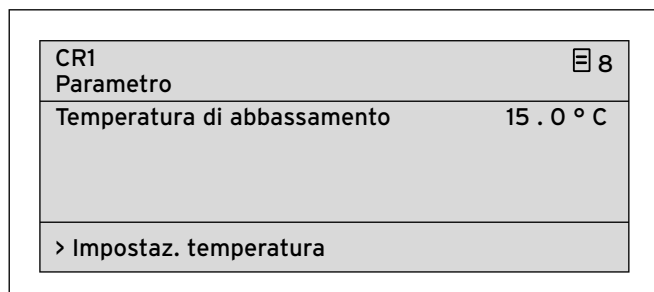 CR1 8
Parametro
Temperatura di abbassamento 15 . 0 ° C
> Impostaz. temperatura